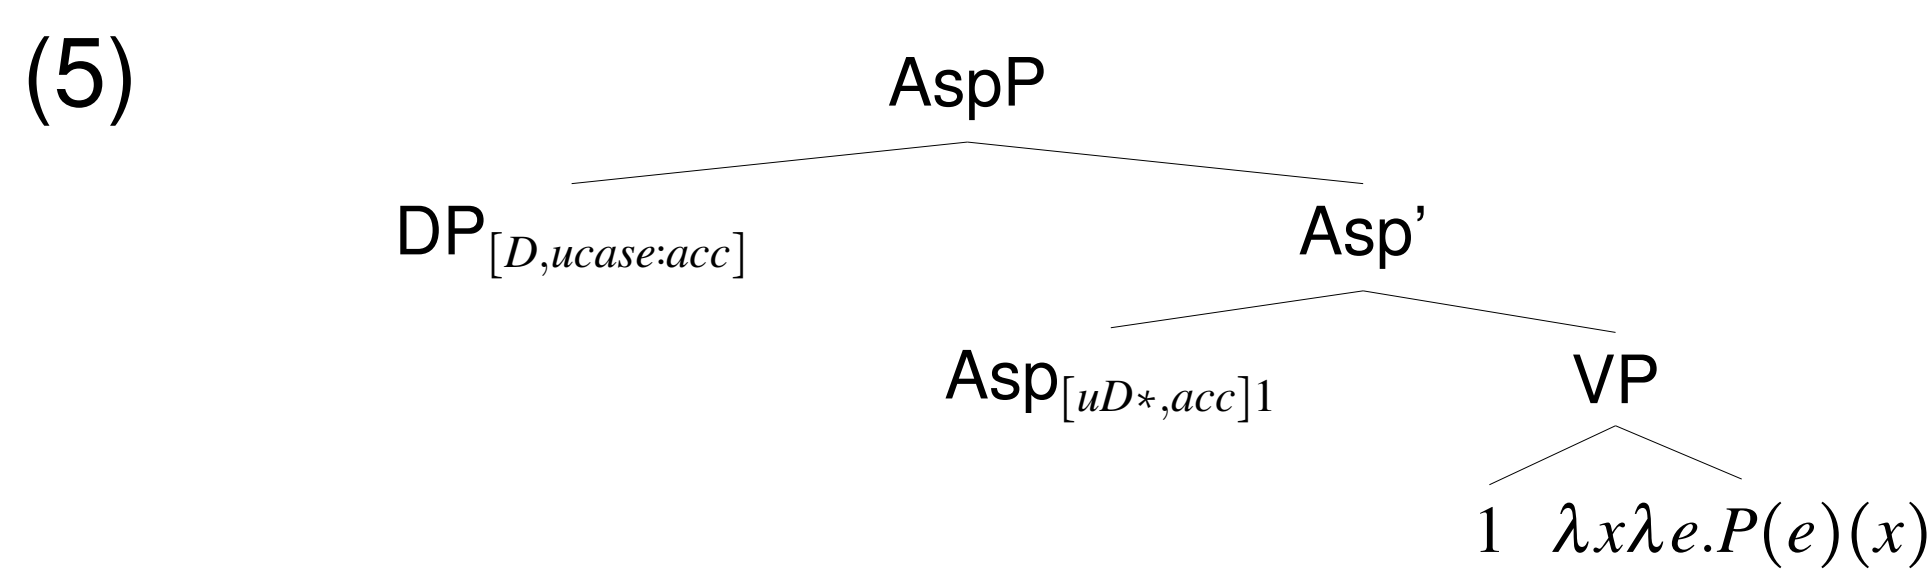 (5)
AspP
DP[D,ucase:acc] Asp’
Asp[uD∗,acc]1 VP
1 λxλe.P(e)(x)